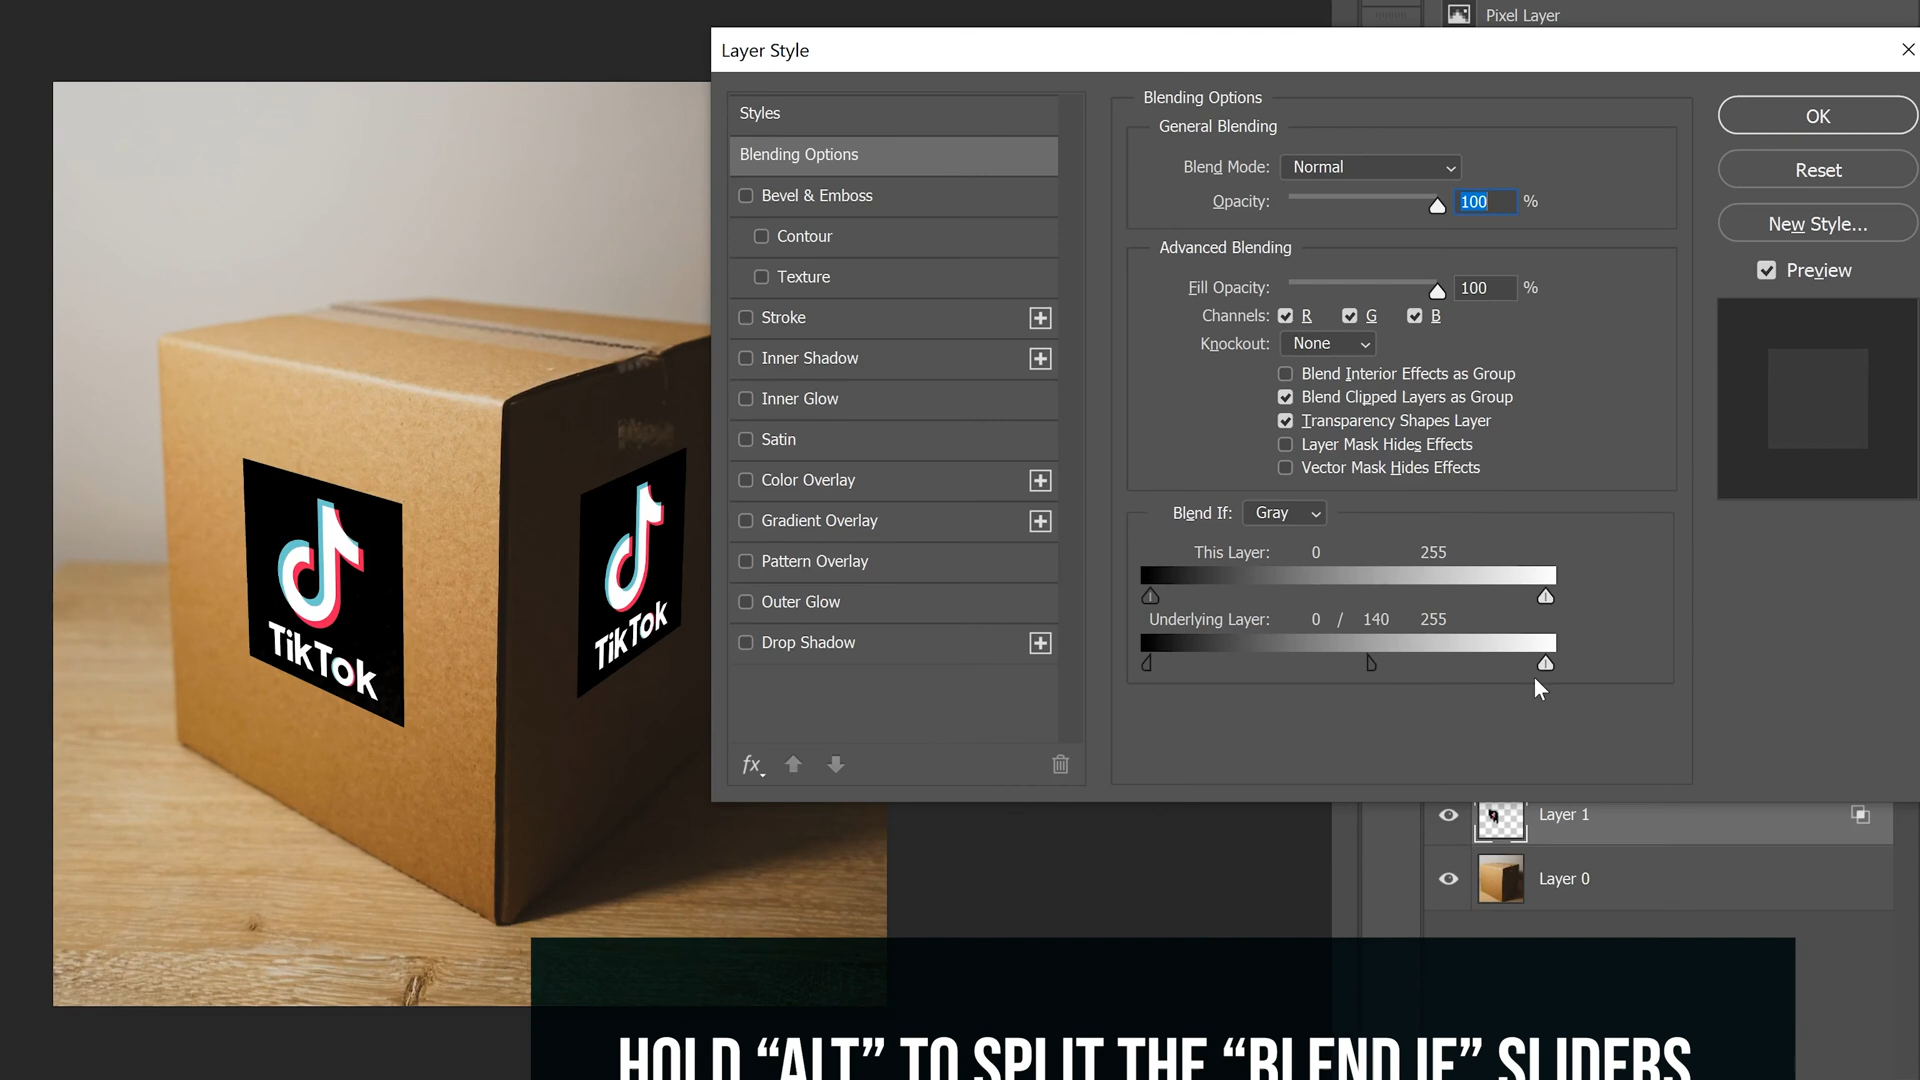 Pixel Layer
Layer Style
Styles
Blending Options
Bevel & Emboss
Contour
Texture
Stroke
Inner Shadow
Inner Glow
Satin
Color Overlay
Gradient Overlay
Pattern Overlay
Outer Glow
Drop Shadow
fx
Blending Options
General Blending
Blend Mode: Normal
Opacity: 100 %
Advanced Blending
Fill Opacity: 100 %
Channels: R G B
Knockout: None
Blend Interior Effects as Group
Blend Clipped Layers as Group
Transparency Shapes Layer
Layer Mask Hides Effects
Vector Mask Hides Effects
Blend If: Gray
This Layer: 0 255
Underlying Layer: 0 / 140 255
OK
Reset
New Style...
Preview
TikTok
TikTok
Layer 1
Layer 0
HOLD “ALT” TO SPLIT THE “BLEND IF” SLIDERS